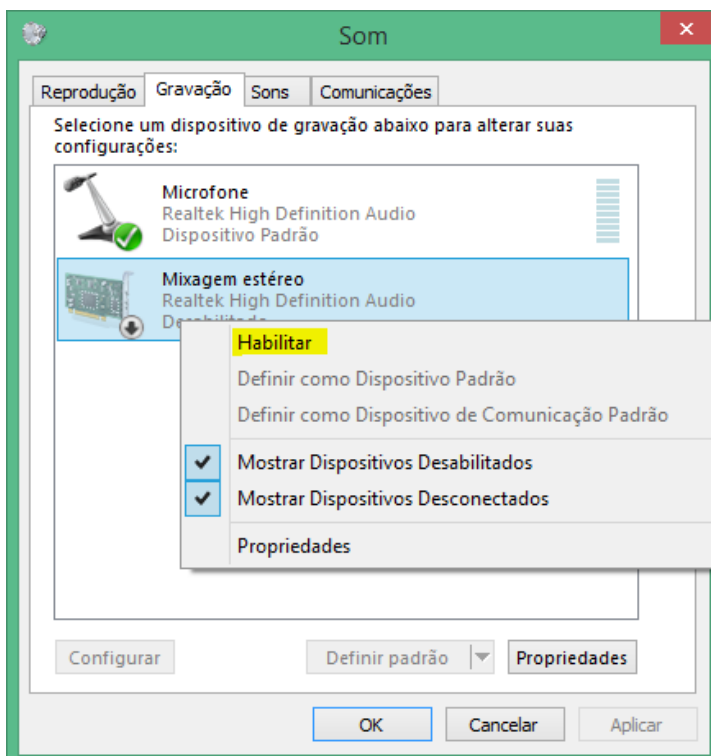 Som
Reprodução Gravação Sons Comunicações
Selecione um dispositivo de gravação abaixo para alterar suas
configurações:
Microfone
Realtek High Definition Audio
Dispositivo Padrão
Mixagem estéreo
Realtek High Definition Audio
Habilitar
Definir como Dispositivo Padrão
Definir como Dispositivo de Comunicação Padrão
Mostrar Dispositivos Desabilitados
Mostrar Dispositivos Desconectados
Propriedades
Configurar Definir padrão Propriedades
OK Cancelar Aplicar